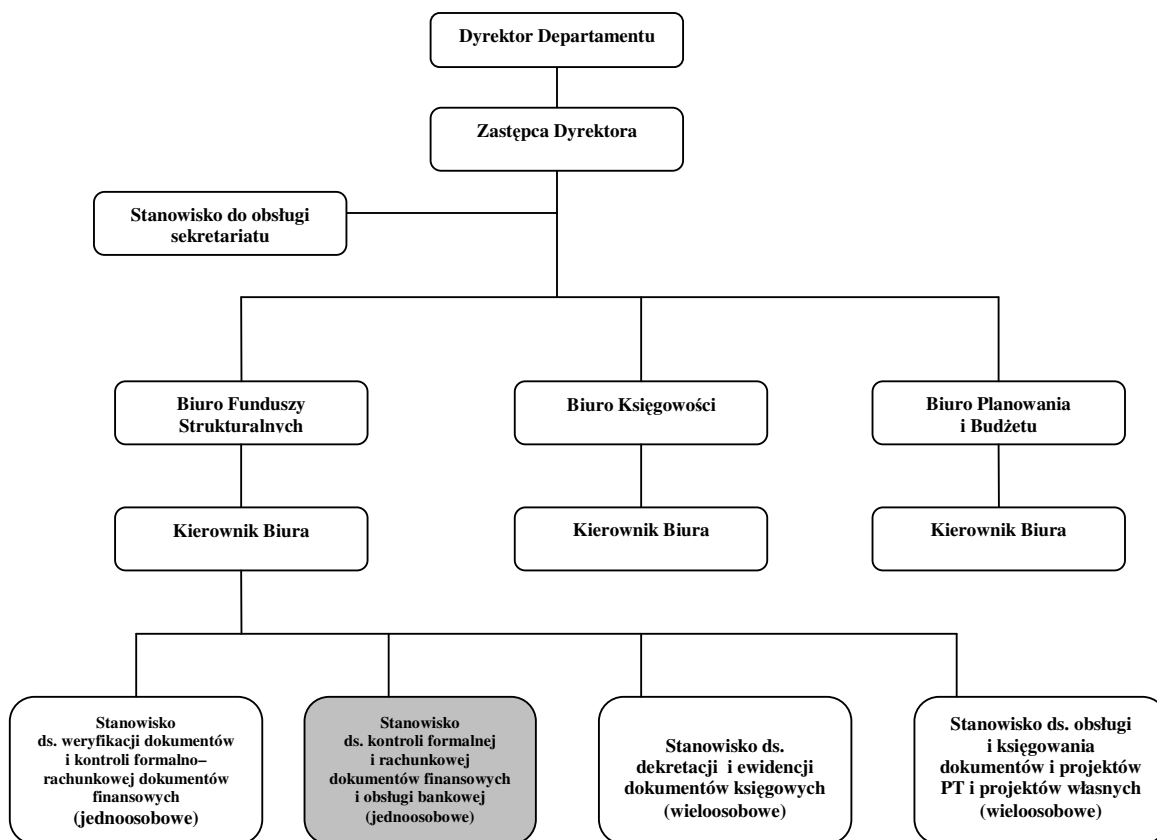 Dyrektor Departamentu
Zastępca Dyrektora
Stanowisko do obsługi
sekretariatu
Biuro Funduszy
Strukturalnych
Biuro Księgowości
Biuro Planowania
i Budżetu
Kierownik Biura
Kierownik Biura
Kierownik Biura
Stanowisko
ds. weryfikacji dokumentów
i kontroli formalno–
rachunkowej dokumentów
finansowych
(jednoosobowe)
Stanowisko
ds. kontroli formalnej
i rachunkowej
dokumentów finansowych
i obsługi bankowej
(jednoosobowe)
Stanowisko ds.
dekretacji i ewidencji
dokumentów księgowych
(wieloosobowe)
Stanowisko ds. obsługi
i księgowania
dokumentów i projektów
PT i projektów własnych
(wieloosobowe)